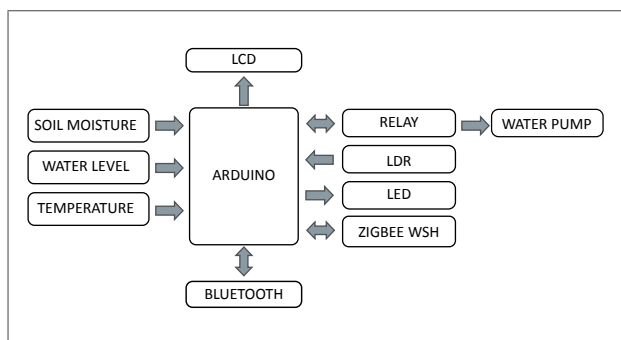 LCD
SOIL MOISTURE
WATER LEVEL
TEMPERATURE
ARDUINO
RELAY
WATER PUMP
LDR
LED
ZIGBEE WSH
BLUETOOTH